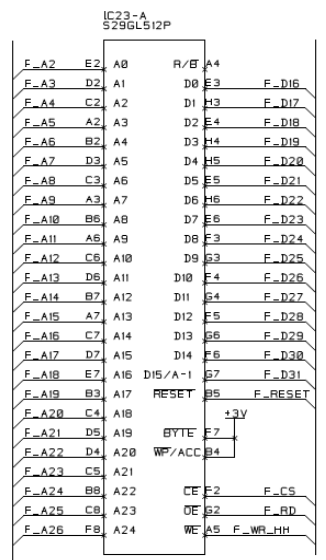 IC23-A
S29GL512P
F_A2 E2 A0 R/B A4
F_A3 D2 A1 D0 E3 F_D16
F_A4 C2 A2 D1 H3 F_D17
F_A5 A2 A3 D2 E4 F_D18
F_A6 B2 A4 D3 H4 F_D19
F_A7 D3 A5 D4 H5 F_D20
F_A8 C3 A6 D5 E5 F_D21
F_A9 A3 A7 D6 H6 F_D22
F_A10 B6 A8 D7 E6 F_D23
F_A11 A6 A9 D8 F3 F_D24
F_A12 C6 A10 D9 G3 F_D25
F_A13 D6 A11 D10 F4 F_D26
F_A14 B7 A12 D11 G4 F_D27
F_A15 A7 A13 D12 F5 F_D28
F_A16 C7 A14 D13 G6 F_D29
F_A17 D7 A15 D14 F6 F_D30
F_A18 E7 A16 D15/A-1 G7 F_D31
F_A19 B3 A17 RESET B5 F_RESET
F_A20 C4 A18 +3V
F_A21 D5 A19 BYTE F7
F_A22 D4 A20 WP/ACC B4
F_A23 C5 A21
F_A24 B8 A22 CE F2 F_CS
F_A25 C8 A23 OE G2 F_RD
F_A26 F8 A24 WE A5 F_WR_HH